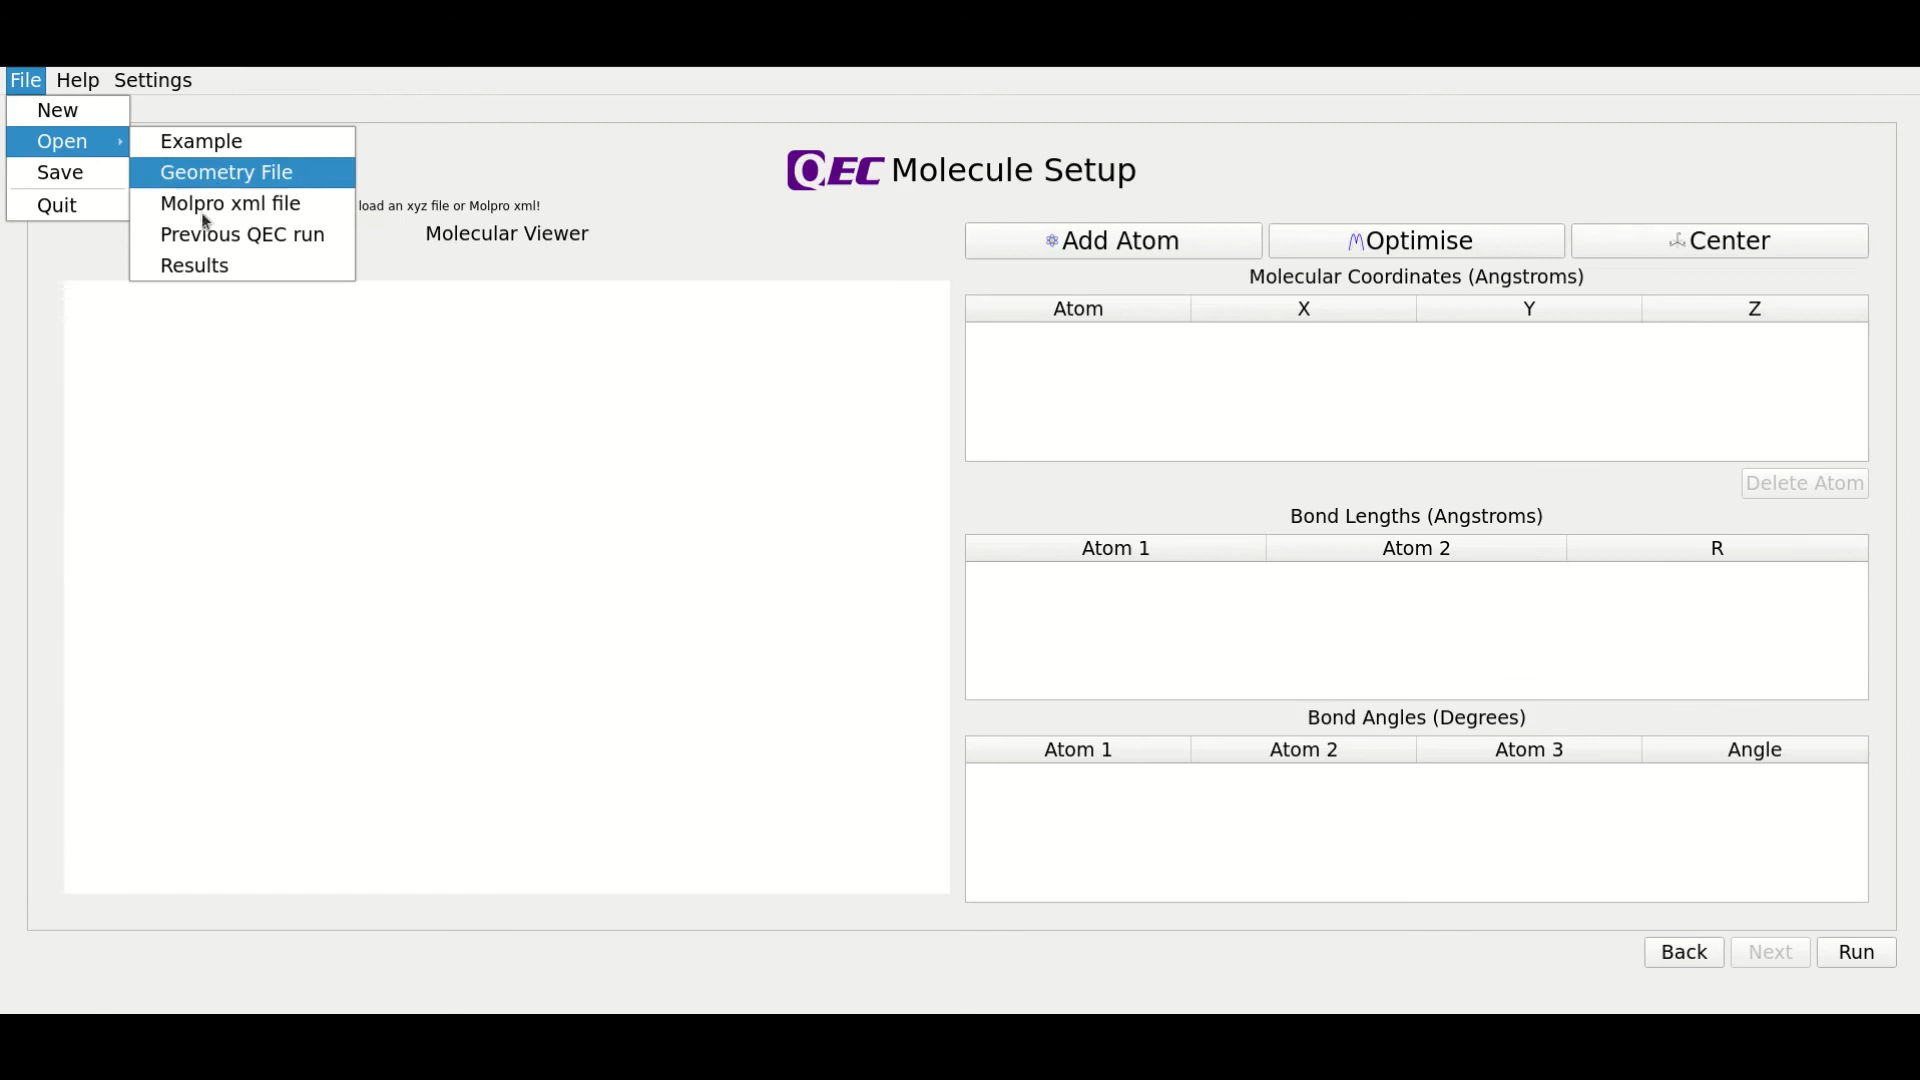 File Help Settings
New
Open
Save
Quit
Example
Geometry File
Molpro xml file
Previous QEC run
Results
QEC Molecule Setup
load an xyz file or Molpro xml!
Molecular Viewer
Add Atom Optimise Center
Molecular Coordinates (Angstroms)
Atom X Y Z
Delete Atom
Bond Lengths (Angstroms)
Atom 1 Atom 2 R
Bond Angles (Degrees)
Atom 1 Atom 2 Atom 3 Angle
Back Next Run